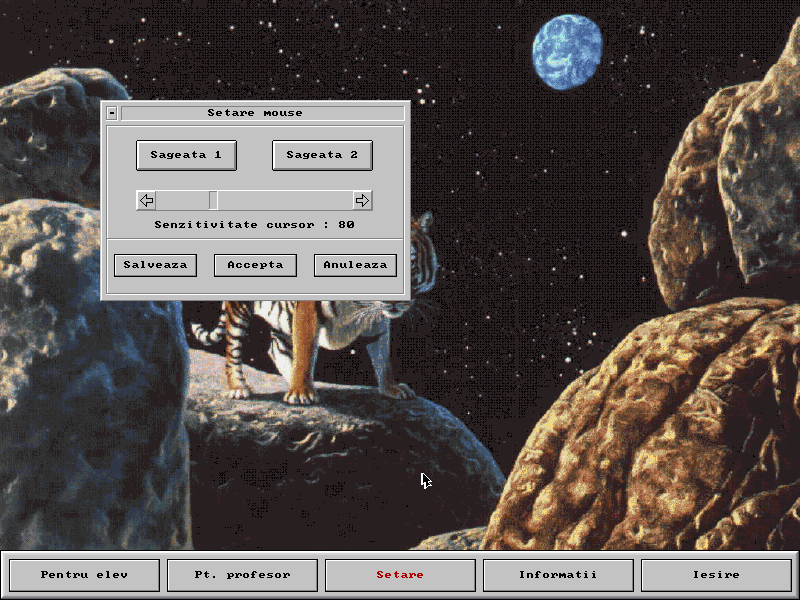 Setare mouse
Sageata 1 Sageata 2
Senzitivitate cursor : 80
Salveaza Accepta Anuleaza
Pentru elev Pt. profesor Setare Informatii Iesire